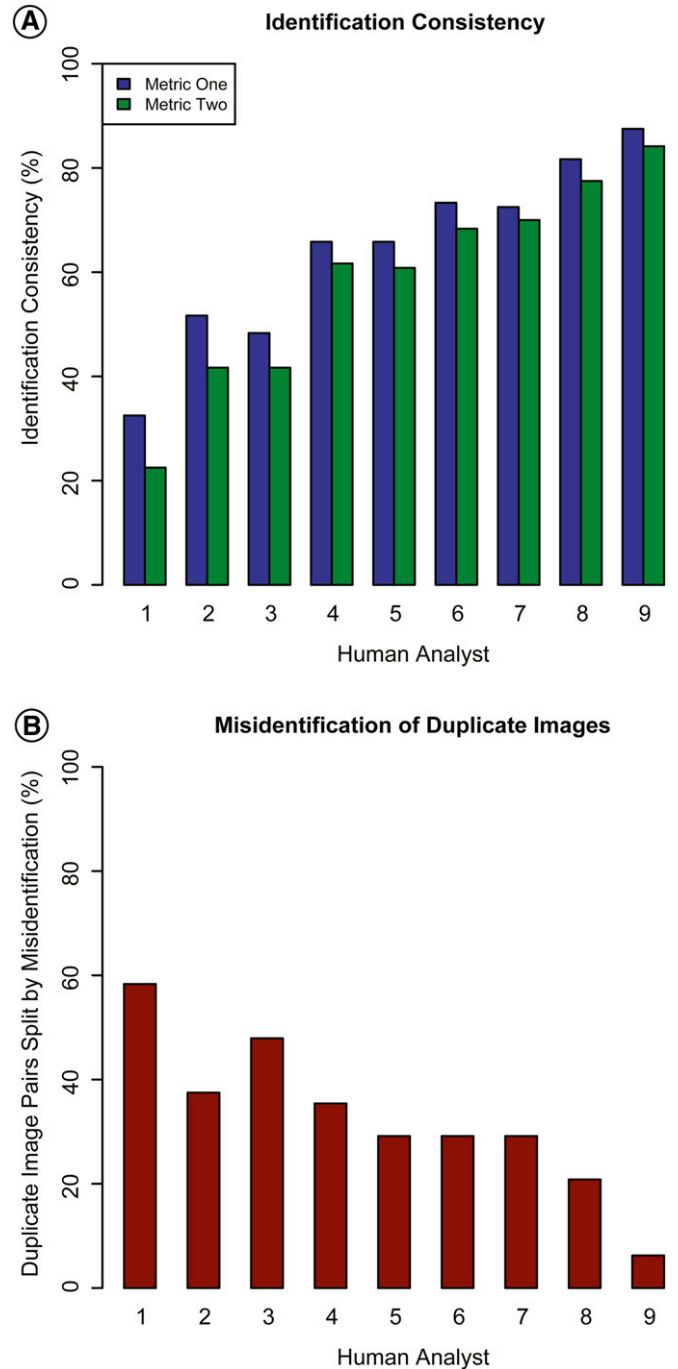 A
Identification Consistency
Metric One
Metric Two
Identification Consistency (%)
0
20
40
60
80
100
1 2 3 4 5 6 7 8 9
Human Analyst
B
Misidentification of Duplicate Images
Duplicate Image Pairs Split by Misidentification (%)
0
20
40
60
80
100
1 2 3 4 5 6 7 8 9
Human Analyst